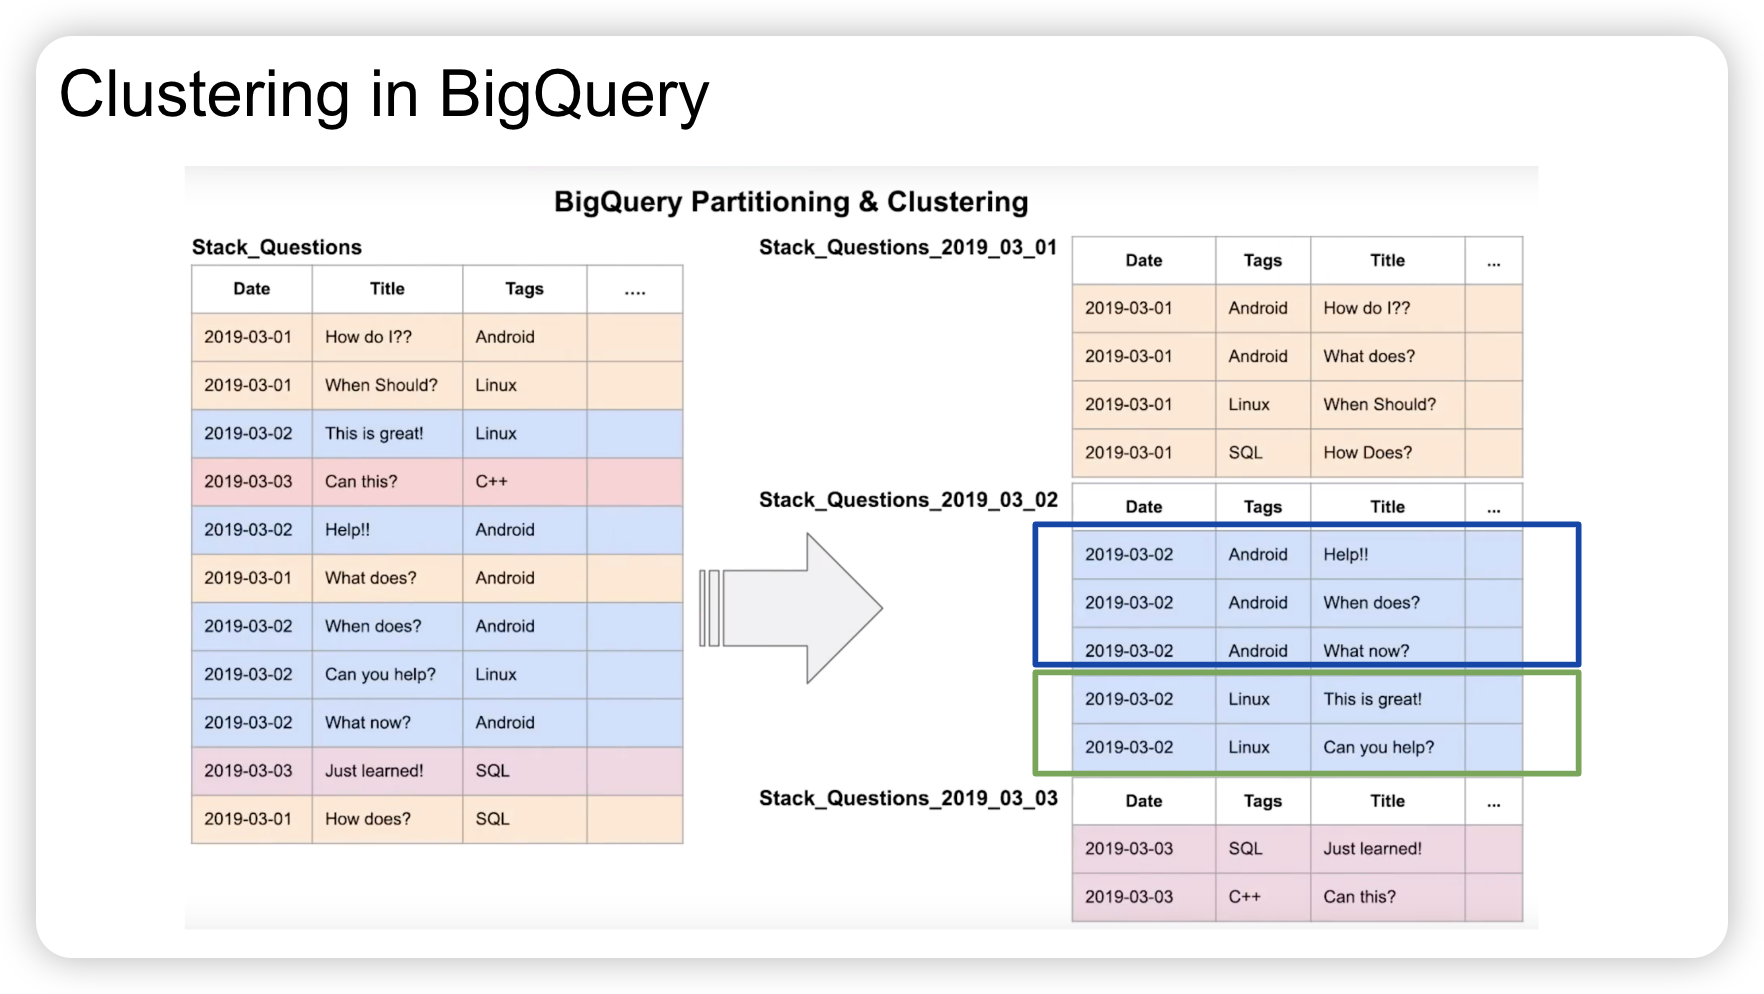 Clustering in BigQuery
BigQuery Partitioning & Clustering
Stack_Questions
Date Title Tags ....
2019-03-01 How do I?? Android
2019-03-01 When Should? Linux
2019-03-02 This is great! Linux
2019-03-03 Can this? C++
2019-03-02 Help!! Android
2019-03-01 What does? Android
2019-03-02 When does? Android
2019-03-02 Can you help? Linux
2019-03-02 What now? Android
2019-03-03 Just learned! SQL
2019-03-01 How does? SQL
Stack_Questions_2019_03_01
Date Tags Title ...
2019-03-01 Android How do I??
2019-03-01 Android What does?
2019-03-01 Linux When Should?
2019-03-01 SQL How Does?
Stack_Questions_2019_03_02
Date Tags Title ...
2019-03-02 Android Help!!
2019-03-02 Android When does?
2019-03-02 Android What now?
2019-03-02 Linux This is great!
2019-03-02 Linux Can you help?
Stack_Questions_2019_03_03
Date Tags Title ...
2019-03-03 SQL Just learned!
2019-03-03 C++ Can this?